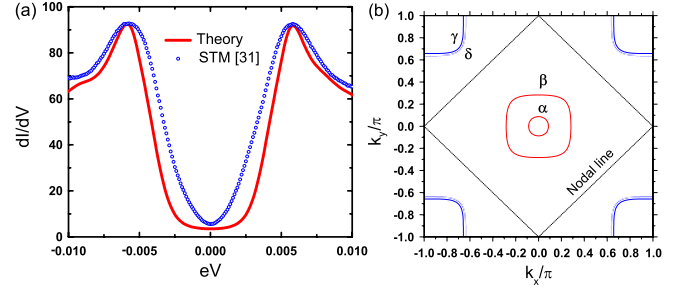 (a)
100
80
60
40
20
0
dI/dV
-0.010
-0.005
0.000
0.005
0.010
eV
Theory
STM [31]
(b)
1.0
0.8
0.6
0.4
0.2
0.0
-0.2
-0.4
-0.6
-0.8
-1.0
k_y/π
γ
δ
β
α
Nodal line
-1.0 -0.8 -0.6 -0.4 -0.2 0.0 0.2 0.4 0.6 0.8 1.0
k_x/π